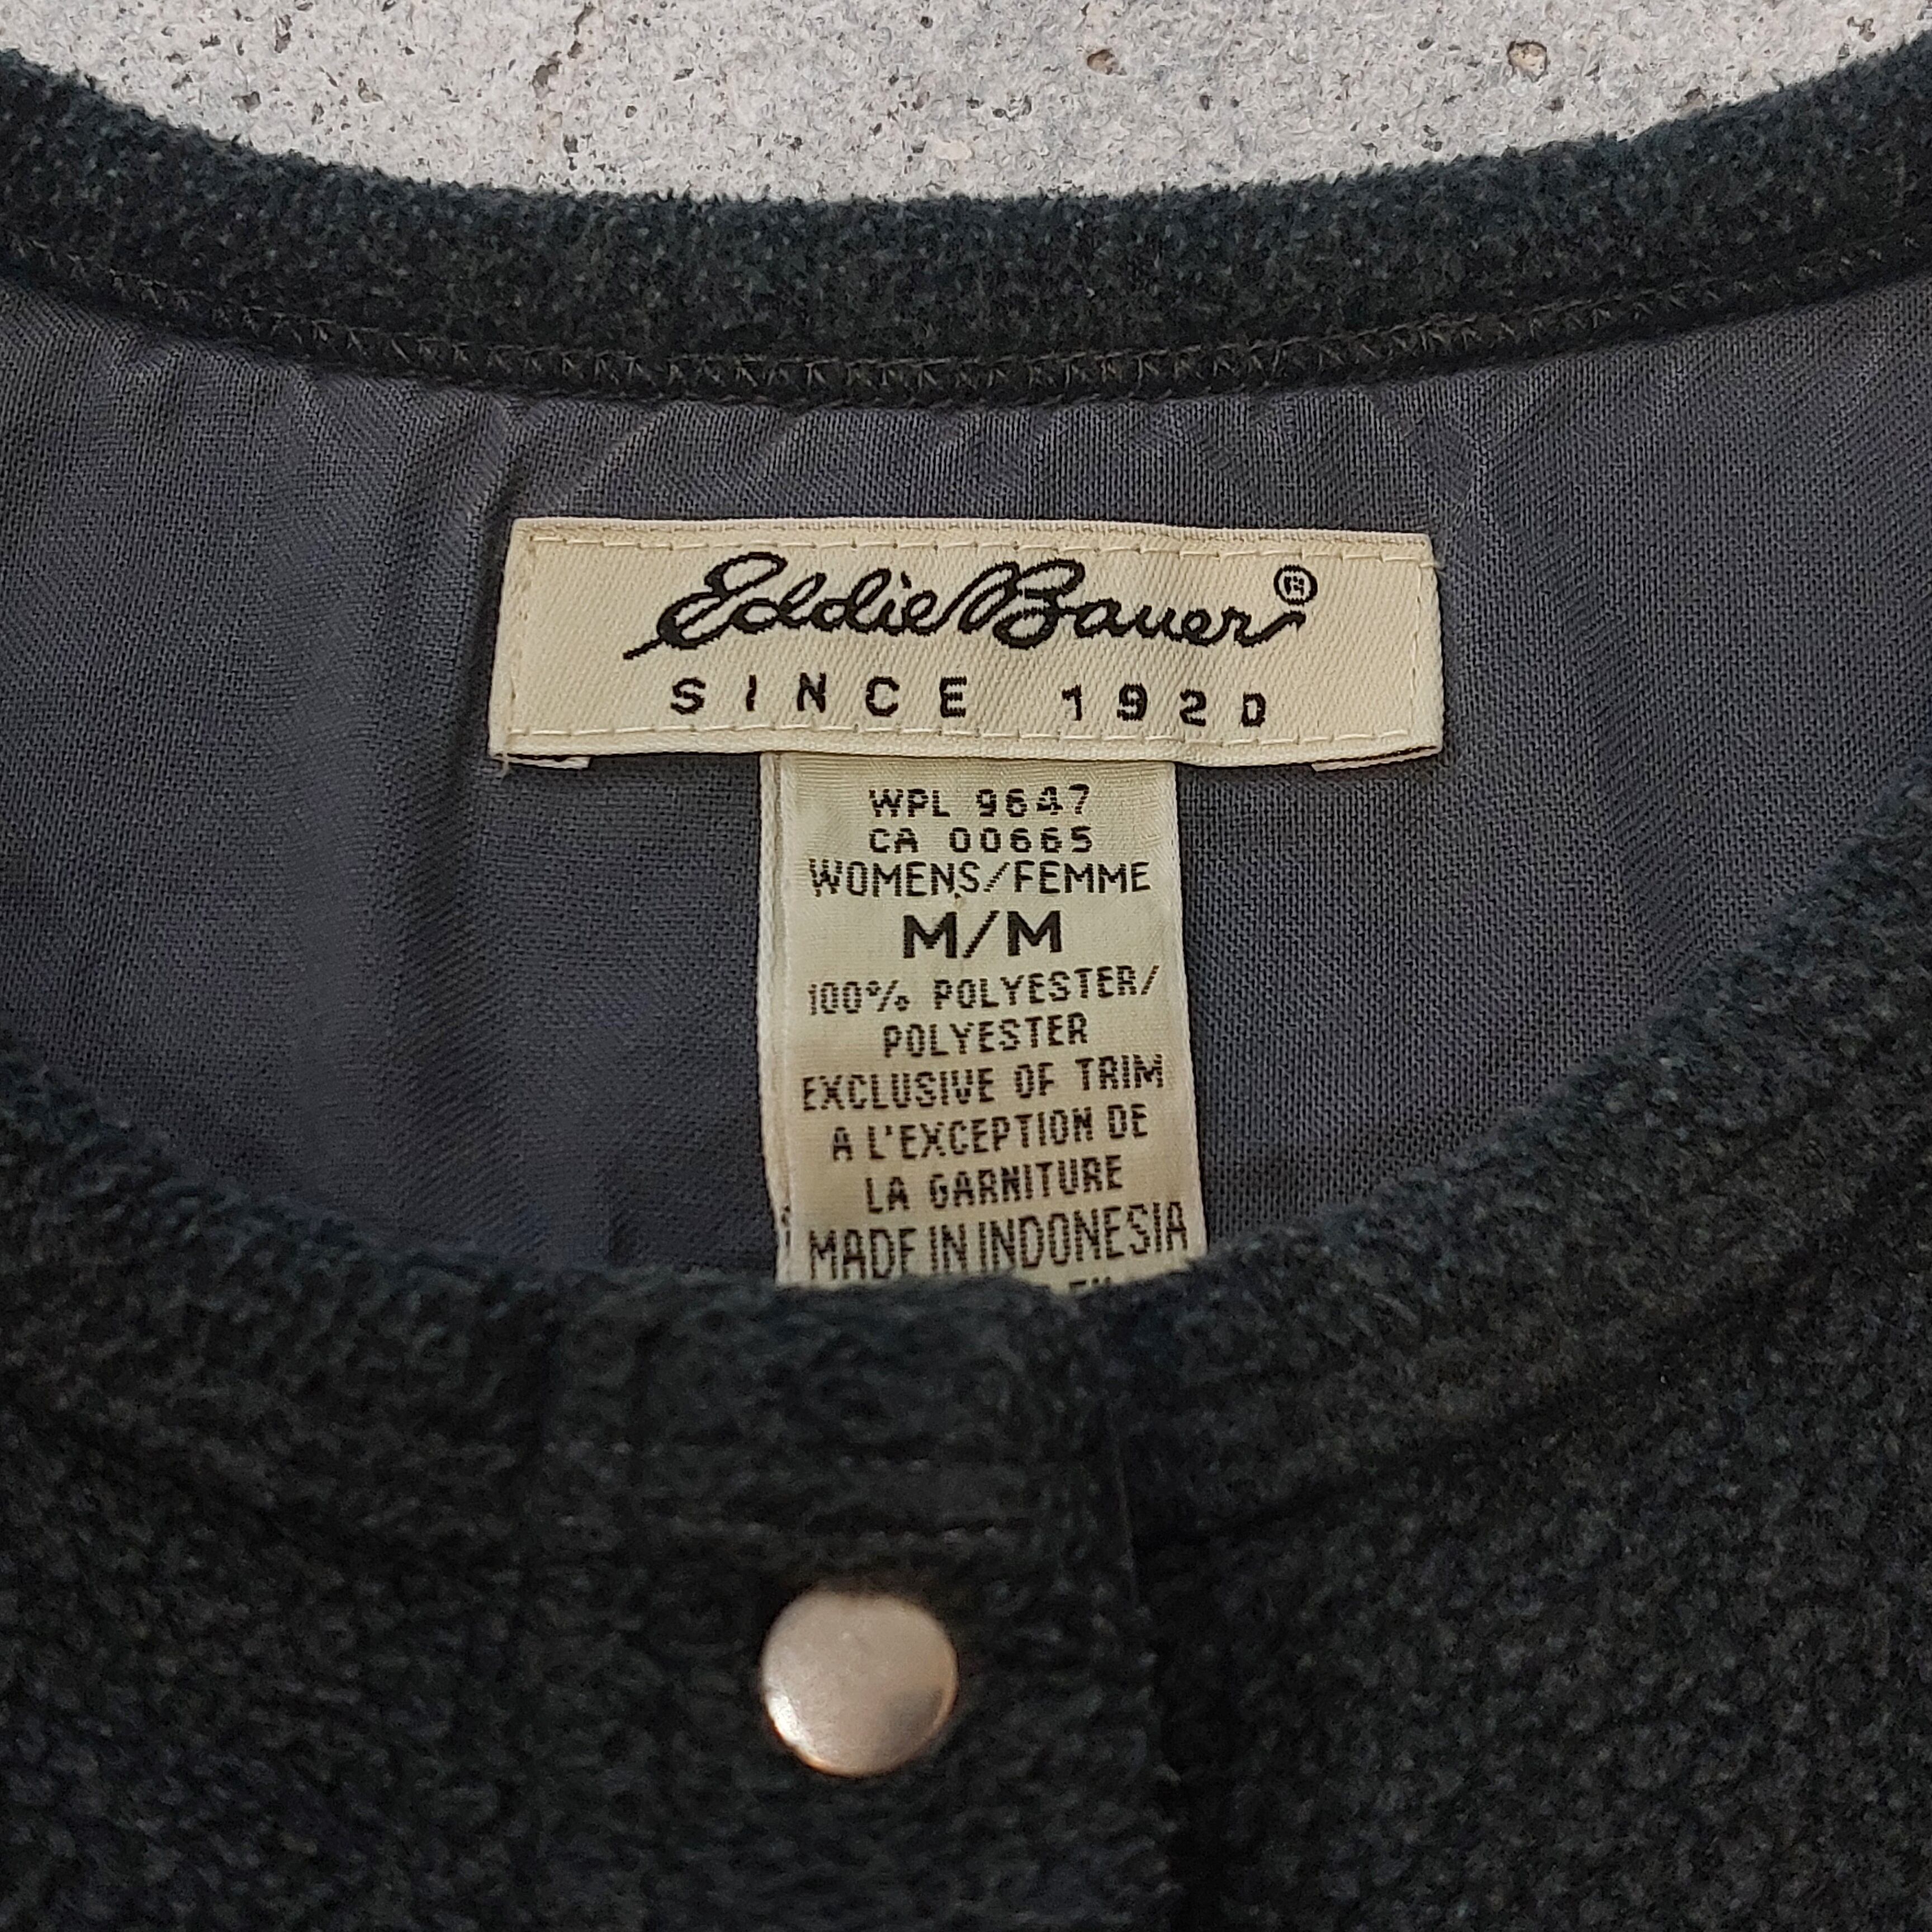 Eddie Bauer®
SINCE 1920
WPL 9647
CA 00665
WOMENS/FEMME
M/M
100% POLYESTER/
POLYESTER
EXCLUSIVE OF TRIM
A L'EXCEPTION DE
LA GARNITURE
MADE IN INDONESIA